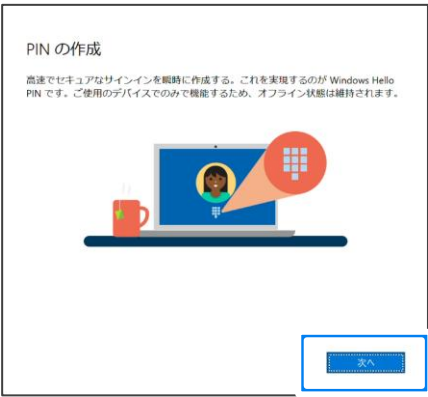 PIN の作成
高速でセキュアなサインインを瞬時に作成する。これを実現するのが Windows Hello
PIN です。ご使用のデバイスでのみで機能するため、オフライン状態は維持されます。
次へ